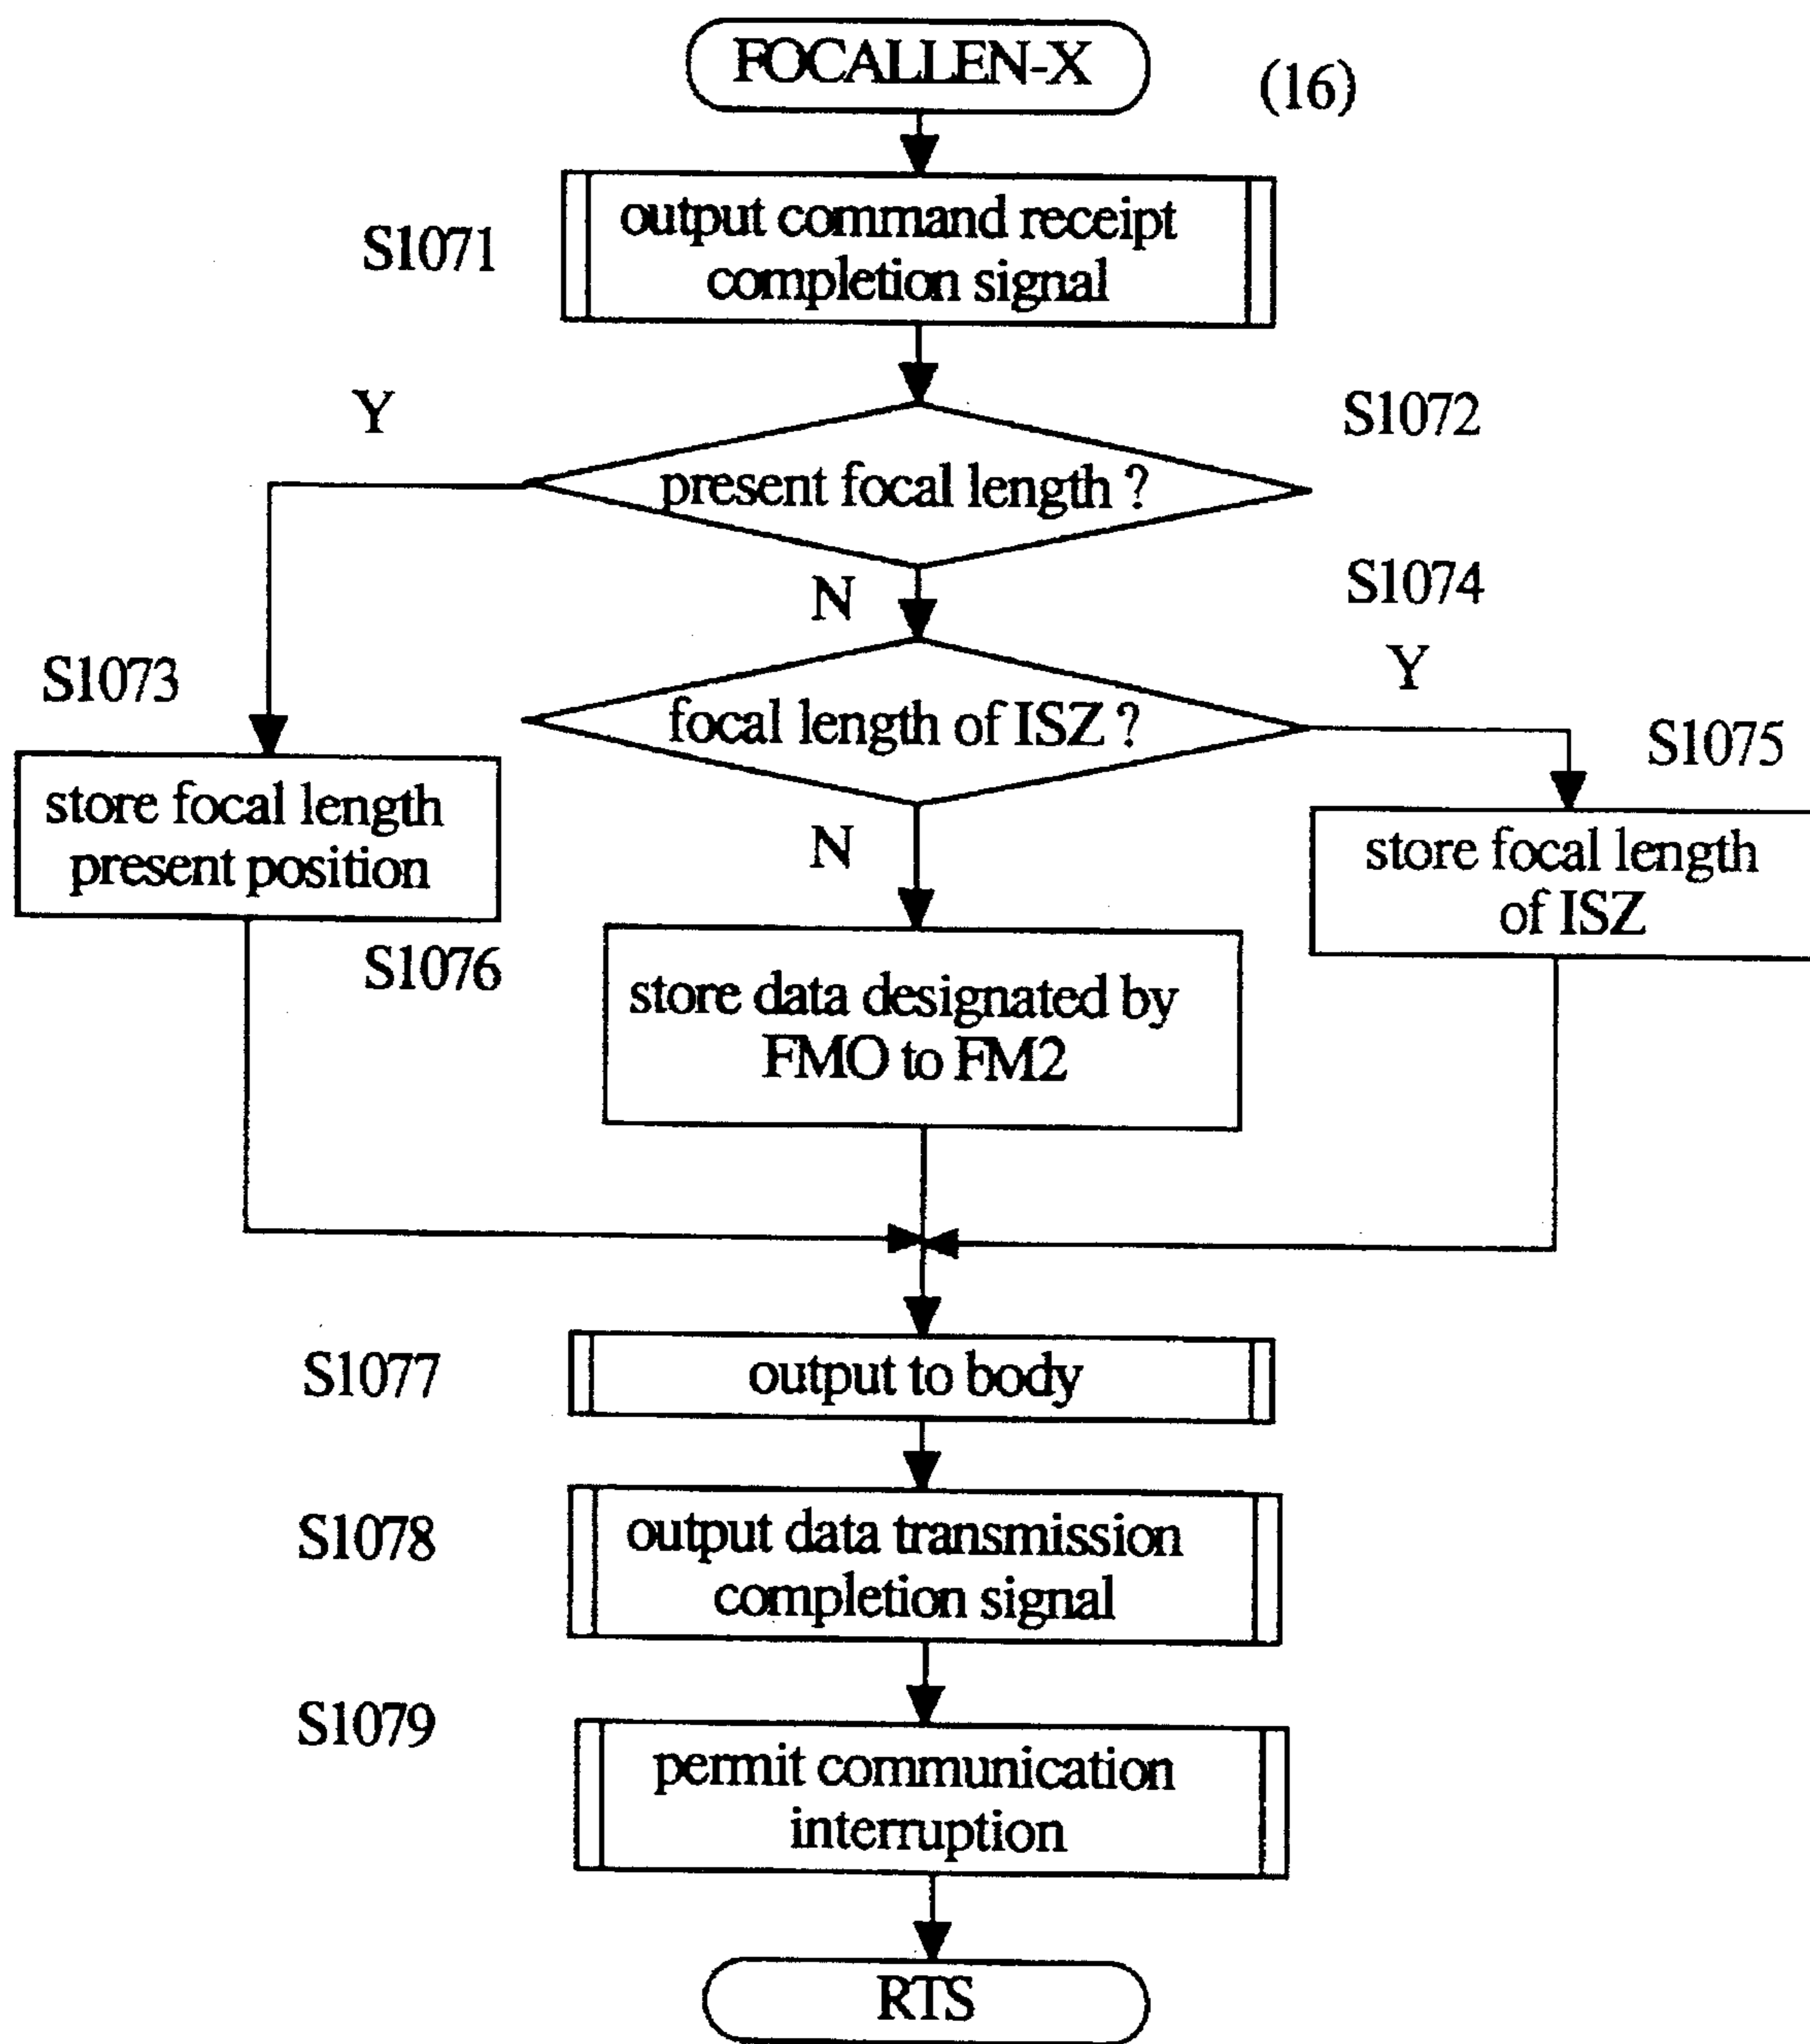 FOCALLEN-X
(16)
S1071
output command receipt
completion signal
Y
S1072
present focal length ?
N
S1074
Y
S1073
focal length of ISZ ?
S1075
store focal length
present position
N
store focal length
of ISZ
S1076
store data designated by
FMO to FM2
S1077
output to body
S1078
output data transmission
completion signal
S1079
permit communication
interruption
RTS